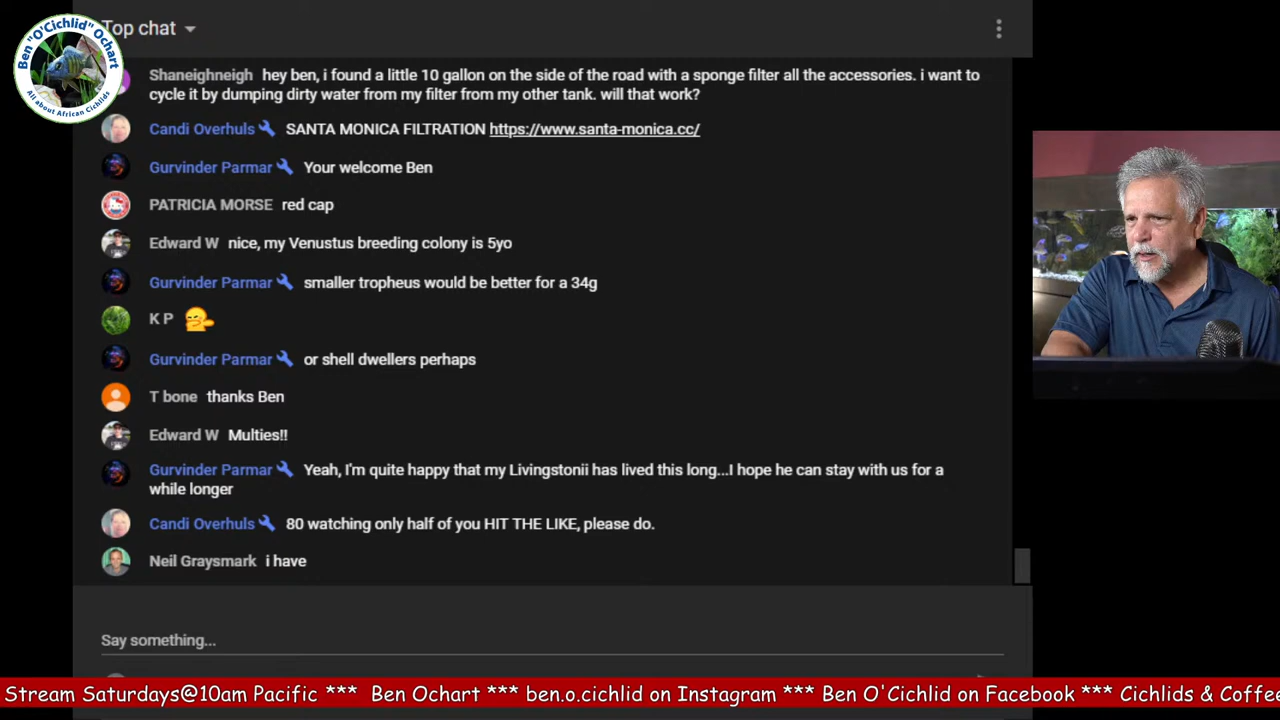 Ben "O'Cichlid" Ochart
All about African Cichlids
Top chat
Shaneighneigh hey ben, i found a little 10 gallon on the side of the road with a sponge filter all the accessories. i want to
cycle it by dumping dirty water from my filter from my other tank. will that work?
Candi Overhuls SANTA MONICA FILTRATION https://www.santa-monica.cc/
Gurvinder Parmar Your welcome Ben
PATRICIA MORSE red cap
Edward W nice, my Venustus breeding colony is 5yo
Gurvinder Parmar smaller tropheus would be better for a 34g
K P
Gurvinder Parmar or shell dwellers perhaps
T bone thanks Ben
Edward W Multies!!
Gurvinder Parmar Yeah, I'm quite happy that my Livingstonii has lived this long...I hope he can stay with us for a
while longer
Candi Overhuls 80 watching only half of you HIT THE LIKE, please do.
Neil Graysmark i have
Say something...
Stream Saturdays@10am Pacific *** Ben Ochart *** ben.o.cichlid on Instagram *** Ben O'Cichlid on Facebook *** Cichlids & Coffee